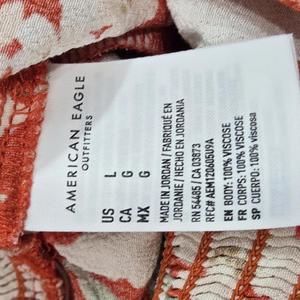 AMERICAN EAGLE
OUTFITTERS
US L
CA G
MX G
MADE IN JORDAN / FABRIQUÉ EN
JORDANIE / HECHO EN JORDANIA
RN 54485 / CA 03873
RFC# AEM120605U9A
EN BODY: 100% VISCOSE
FR CORPS: 100% VISCOSE
SP CUERPO: 100% viscosa